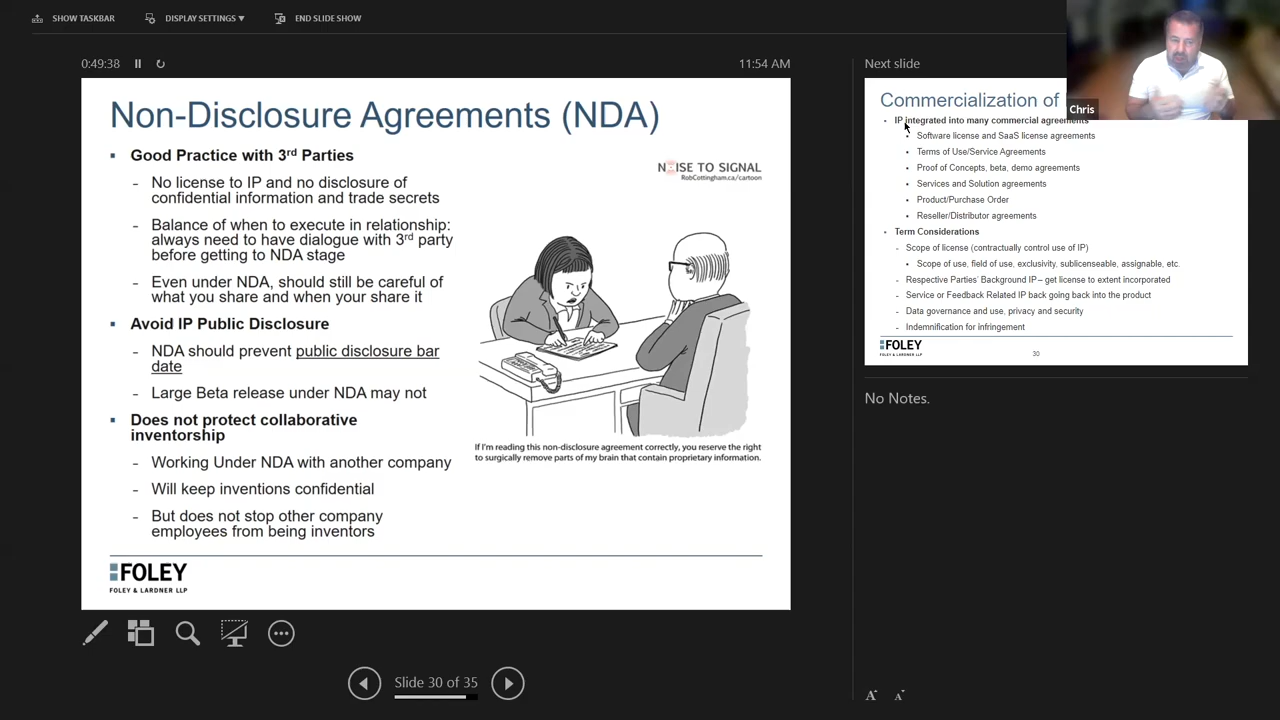 SHOW TASKBAR
DISPLAY SETTINGS ▾
END SLIDE SHOW
0:49:38
11:54 AM
Non-Disclosure Agreements (NDA)
Good Practice with 3rd Parties
No license to IP and no disclosure of
confidential information and trade secrets
Balance of when to execute in relationship:
always need to have dialogue with 3rd party
before getting to NDA stage
Even under NDA, should still be careful of
what you share and when your share it
Avoid IP Public Disclosure
NDA should prevent public disclosure bar
date
Large Beta release under NDA may not
Does not protect collaborative
inventorship
Working Under NDA with another company
Will keep inventions confidential
But does not stop other company
employees from being inventors
NOISE TO SIGNAL
RobCottingham.ca/cartoon
If I'm reading this non-disclosure agreement correctly, you reserve the right
to surgically remove parts of my brain that contain proprietary information.
FOLEY
FOLEY & LARDNER LLP
Slide 30 of 35
Next slide
Chris
Commercialization of
IP integrated into many commercial agreements
Software license and SaaS license agreements
Terms of Use/Service Agreements
Proof of Concepts, beta, demo agreements
Services and Solution agreements
Product/Purchase Order
Reseller/Distributor agreements
Term Considerations
Scope of license (contractually control use of IP)
Scope of use, field of use, exclusivity, sublicenseable, assignable, etc.
Respective Parties' Background IP – get license to extent incorporated
Service or Feedback Related IP back going back into the product
Data governance and use, privacy and security
Indemnification for infringement
FOLEY
FOLEY & LARDNER LLP
30
No Notes.
A
A